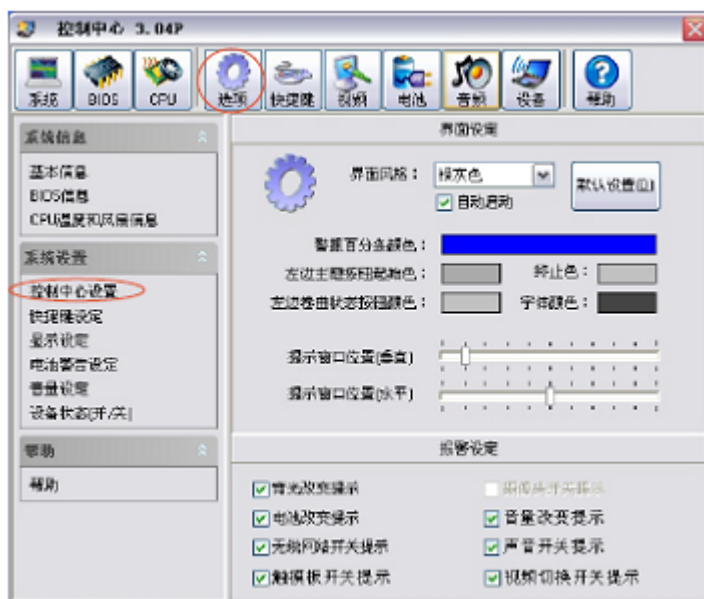 控制中心 3.04P
系统 BIOS CPU 选项 快捷键 视频 电池 音频 设备 帮助
系统信息
基本信息
BIOS信息
CPU温度和风扇信息
系统设置
控制中心设置
快捷键设定
显示设定
电池警告设定
音量设定
设备状态(开/关)
帮助
帮助
界面设定
界面风格： 银灰色 默认设置(D)
自动启动
警报百分条颜色：
左边主题按钮起始色： 终止色：
左边卷曲状态按钮颜色： 字体颜色：
提示窗口位置(垂直)
提示窗口位置(水平)
报警设定
背光改变提示 摄像头开关提示
电池改变提示 音量改变提示
无线网络开关提示 声音开关提示
触摸板开关提示 视频切换开关提示